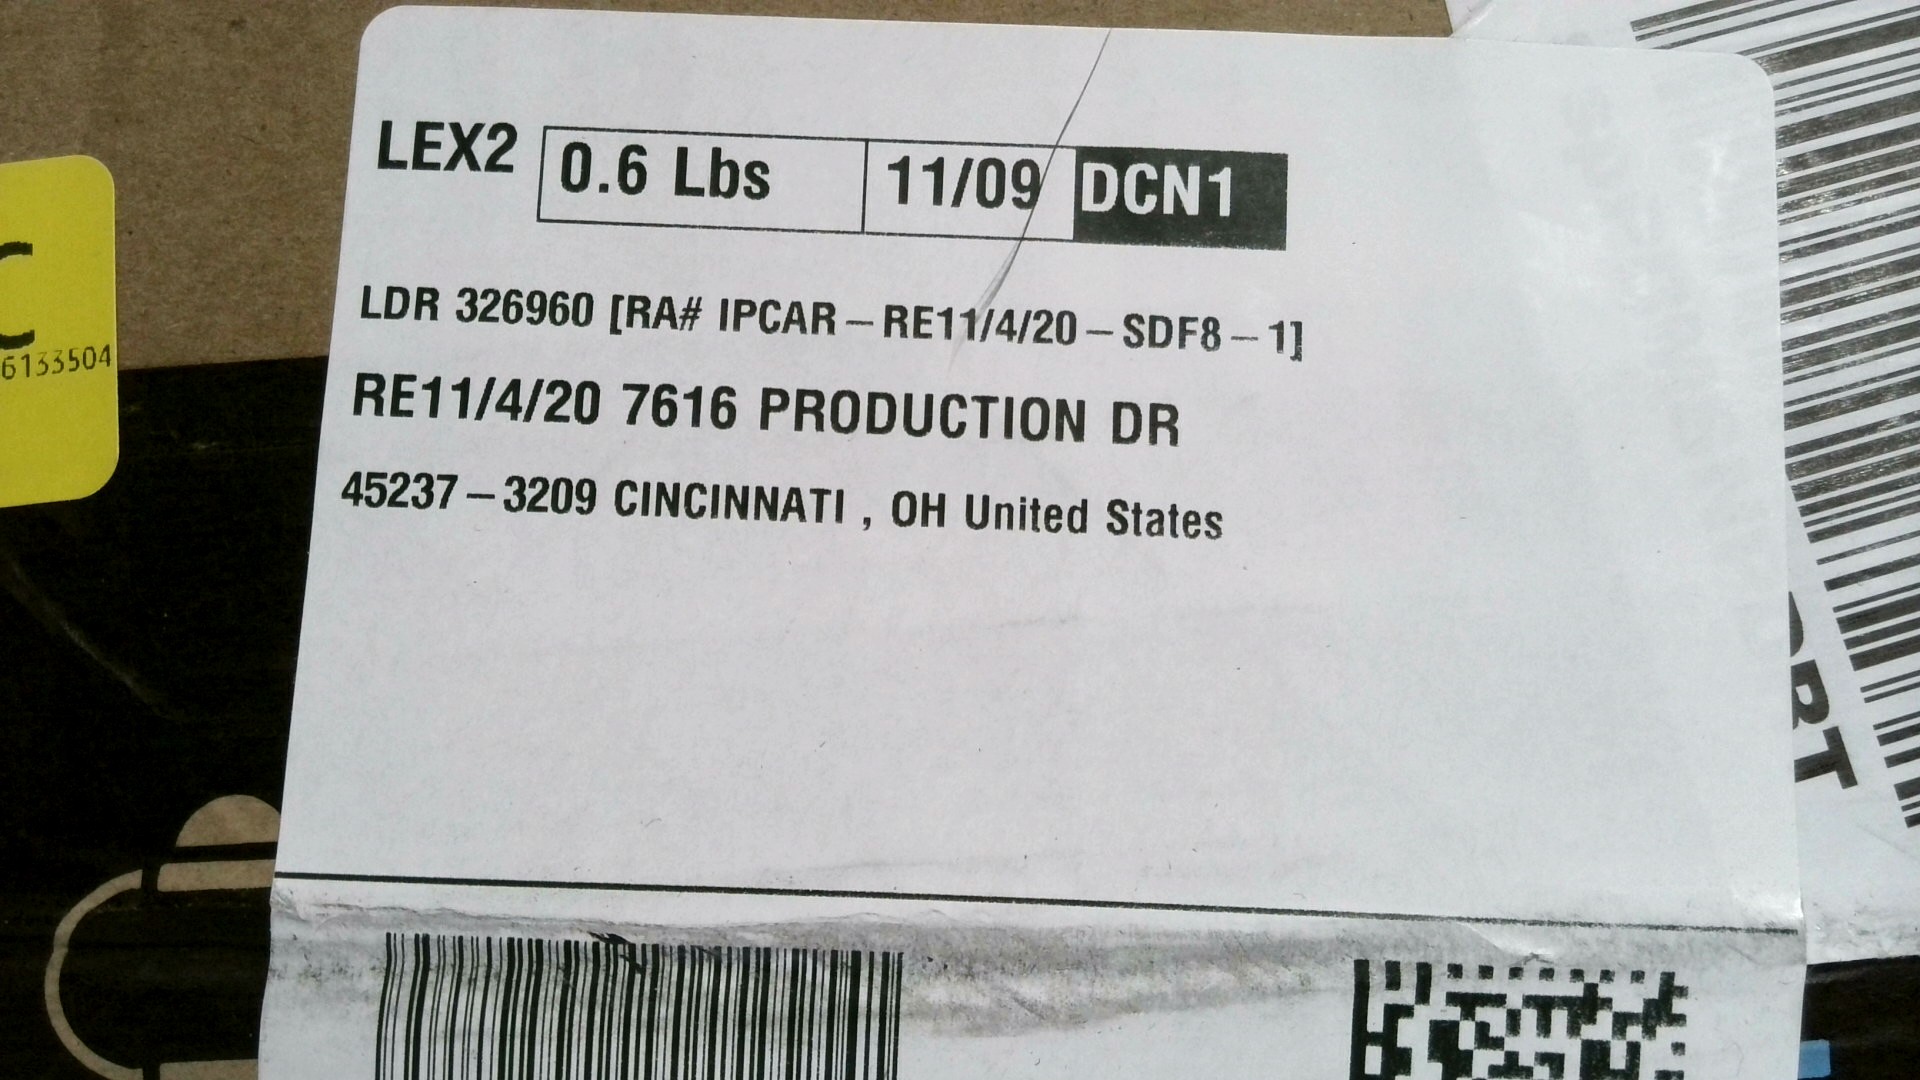 LEX2 0.6 Lbs 11/09 DCN1
LDR 326960 [RA# IPCAR – RE11/4/20 – SDF8 – 1]
RE11/4/20 7616 PRODUCTION DR
45237 – 3209 CINCINNATI , OH United States
C
6133504